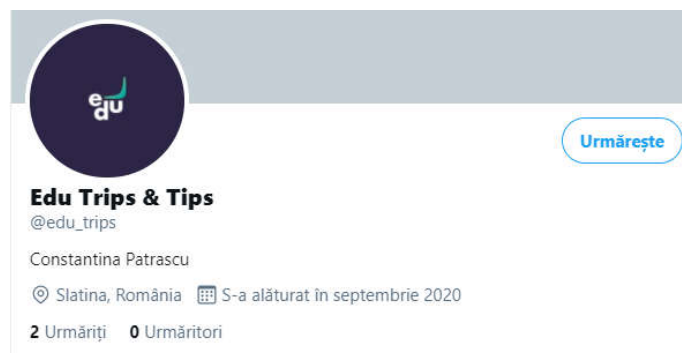 edu
Urmărește
Edu Trips & Tips
@edu_trips
Constantina Patrascu
Slatina, România S-a alăturat în septembrie 2020
2 Urmăriți 0 Urmăritori